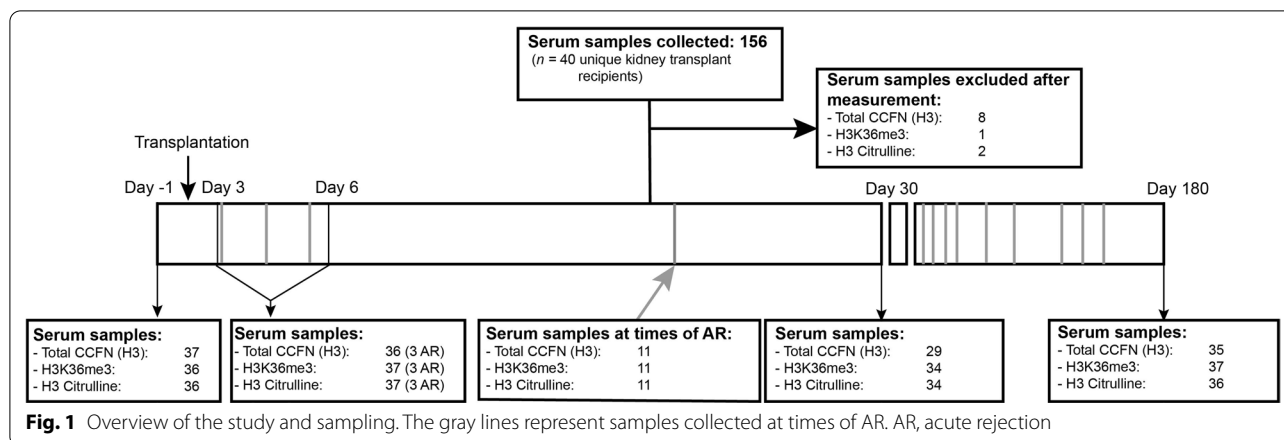 Serum samples collected: 156
(n = 40 unique kidney transplant
recipients)
Serum samples excluded after
measurement:
- Total CCFN (H3): 8
- H3K36me3: 1
- H3 Citrulline: 2
Transplantation
Day -1
Day 3
Day 6
Day 30
Day 180
Serum samples:
- Total CCFN (H3): 37
- H3K36me3: 36
- H3 Citrulline: 36
Serum samples:
- Total CCFN (H3): 36 (3 AR)
- H3K36me3: 37 (3 AR)
- H3 Citrulline: 37 (3 AR)
Serum samples at times of AR:
- Total CCFN (H3): 11
- H3K36me3: 11
- H3 Citrulline: 11
Serum samples:
- Total CCFN (H3): 29
- H3K36me3: 34
- H3 Citrulline: 34
Serum samples:
- Total CCFN (H3): 35
- H3K36me3: 37
- H3 Citrulline: 36
Fig. 1 Overview of the study and sampling. The gray lines represent samples collected at times of AR. AR, acute rejection